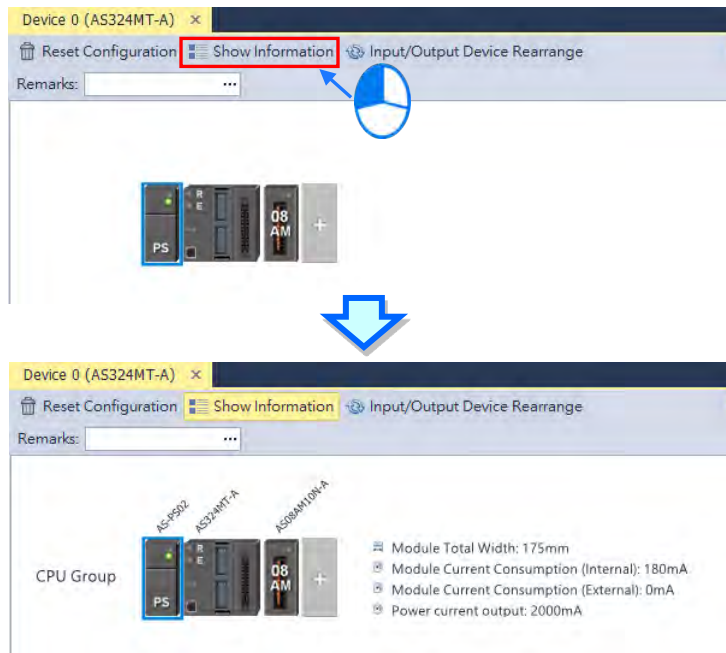 Device 0 (AS324MT-A) ×
Reset Configuration Show Information Input/Output Device Rearrange
Remarks: ...
R
E
PS
08
AM
+
Device 0 (AS324MT-A) ×
Reset Configuration Show Information Input/Output Device Rearrange
Remarks: ...
AS-PS02 AS324MT-A AS08AM10N-A
CPU Group
R
E
PS
08
AM
+
Module Total Width: 175mm
Module Current Consumption (Internal): 180mA
Module Current Consumption (External): 0mA
Power current output: 2000mA